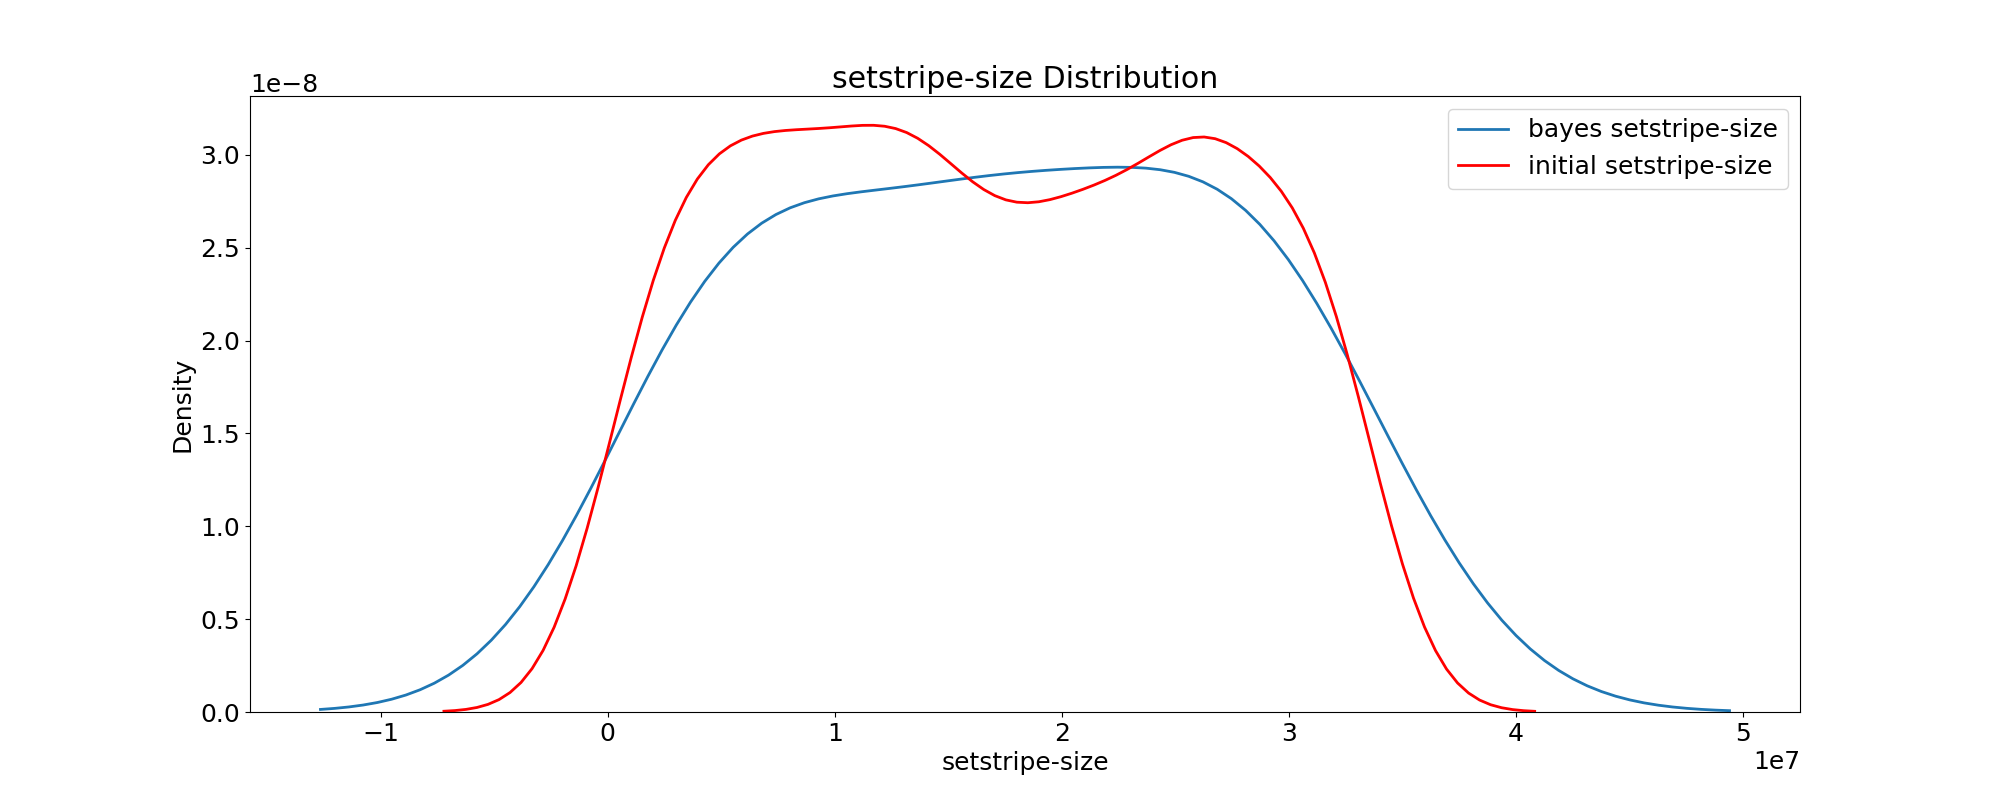 setstripe-size Distribution
1e−8
bayes setstripe-size
initial setstripe-size
3.0
2.5
2.0
1.5
1.0
0.5
0.0
Density
−1 0 1 2 3 4 5
setstripe-size
1e7